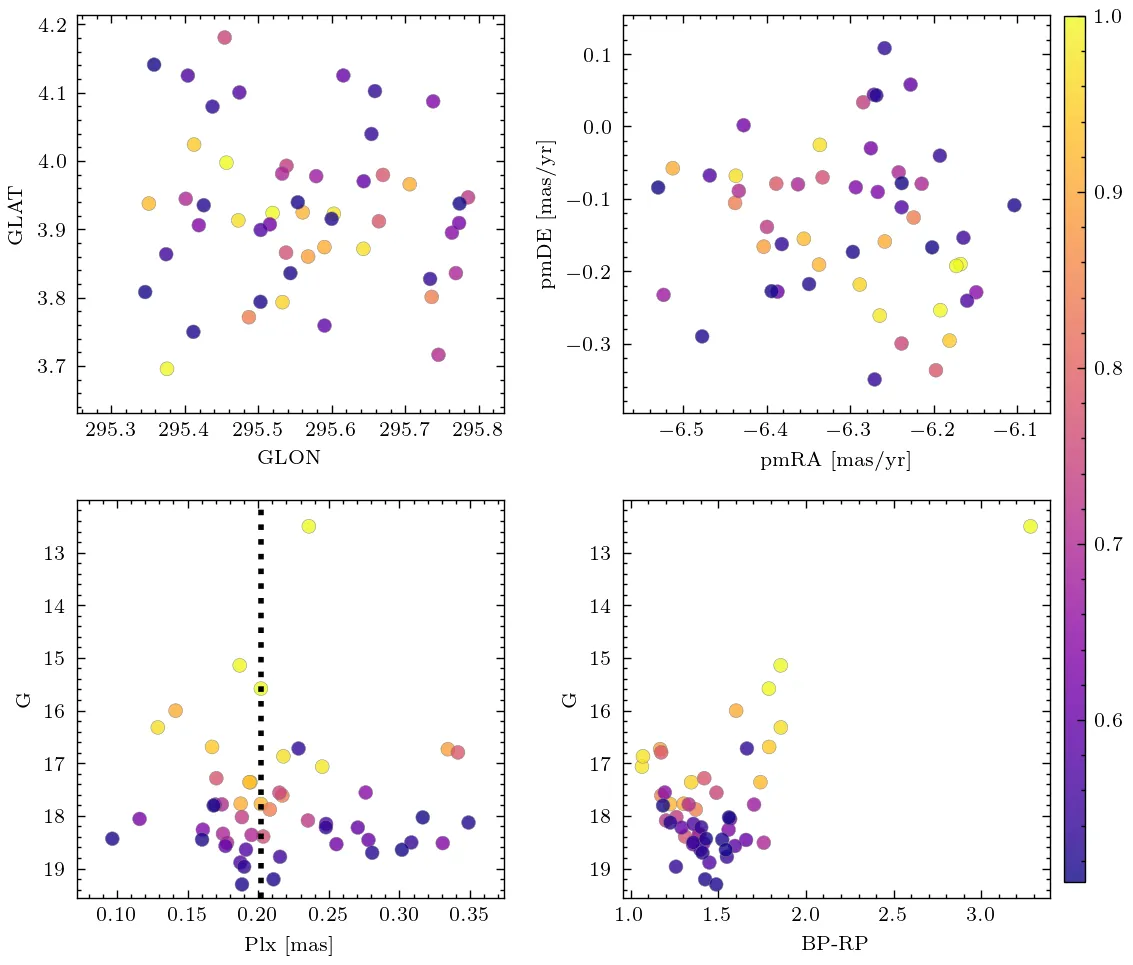 4.2
4.1
4.0
3.9
3.8
3.7
GLAT
295.3 295.4 295.5 295.6 295.7 295.8
GLON
0.1
0.0
−0.1
−0.2
−0.3
pmDE [mas/yr]
−6.5 −6.4 −6.3 −6.2 −6.1
pmRA [mas/yr]
1.0
0.9
0.8
0.7
0.6
13
14
15
16
17
18
19
G
0.10 0.15 0.20 0.25 0.30 0.35
Plx [mas]
13
14
15
16
17
18
19
G
1.0 1.5 2.0 2.5 3.0
BP-RP